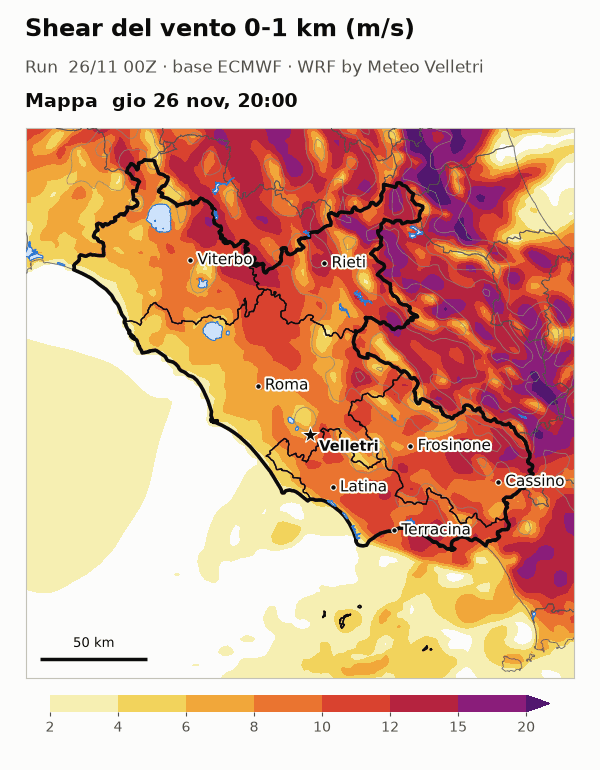 Shear del vento 0-1 km (m/s)
Run  26/11 00Z · base ECMWF · WRF by Meteo Velletri
Mappa  gio 26 nov, 20:00
Viterbo
Rieti
Roma
Velletri
Frosinone
Latina
Cassino
Terracina
50 km
2 4 6 8 10 12 15 20